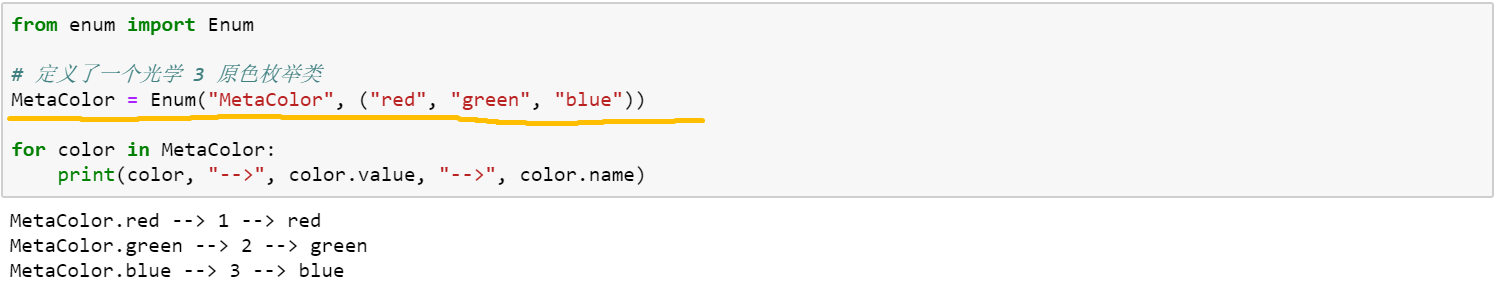 from enum import Enum
# 定义了一个光学 3 原色枚举类
MetaColor = Enum("MetaColor", ("red", "green", "blue"))
for color in MetaColor:
    print(color, "-->", color.value, "-->", color.name)
MetaColor.red --> 1 --> red
MetaColor.green --> 2 --> green
MetaColor.blue --> 3 --> blue